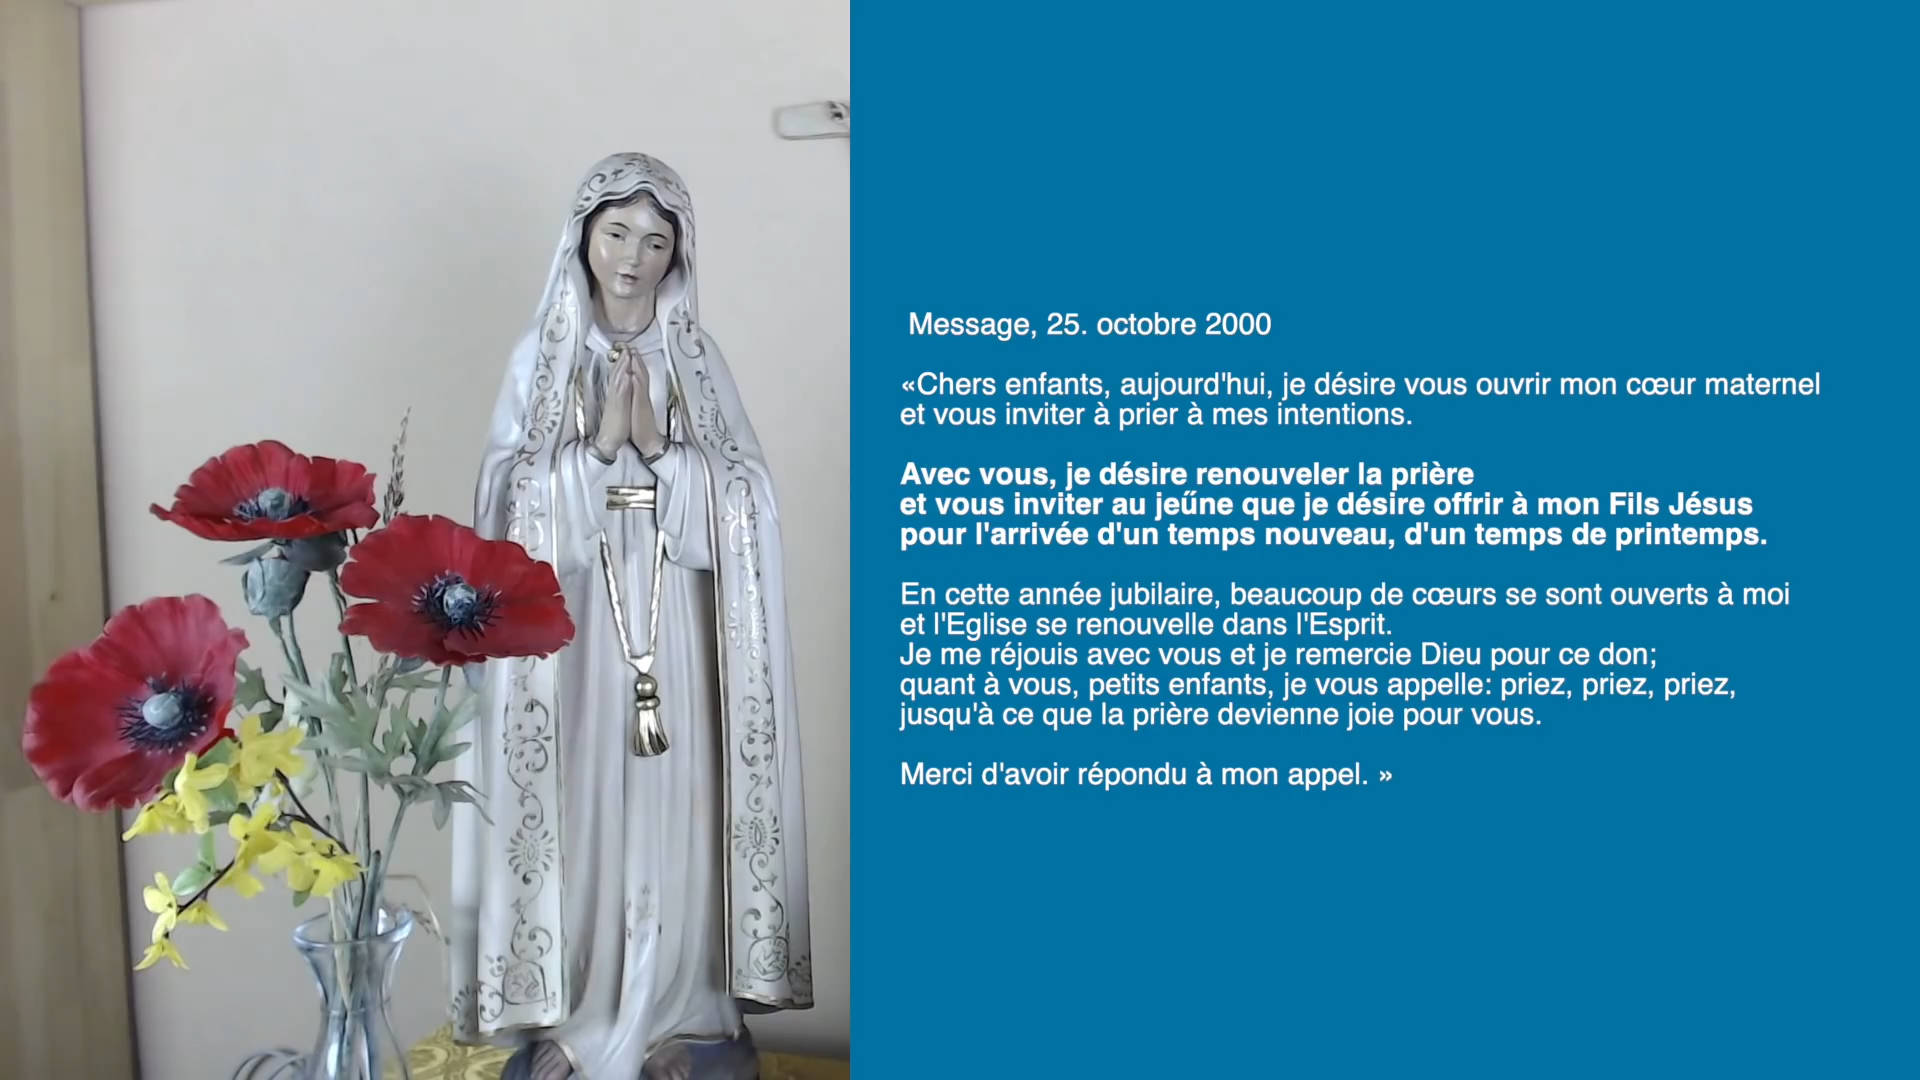 Message, 25. octobre 2000
«Chers enfants, aujourd'hui, je désire vous ouvrir mon cœur maternel
et vous inviter à prier à mes intentions.
Avec vous, je désire renouveler la prière
et vous inviter au jeűne que je désire offrir à mon Fils Jésus
pour l'arrivée d'un temps nouveau, d'un temps de printemps.
En cette année jubilaire, beaucoup de cœurs se sont ouverts à moi
et l'Eglise se renouvelle dans l'Esprit.
Je me réjouis avec vous et je remercie Dieu pour ce don;
quant à vous, petits enfants, je vous appelle: priez, priez, priez,
jusqu'à ce que la prière devienne joie pour vous.
Merci d'avoir répondu à mon appel. »